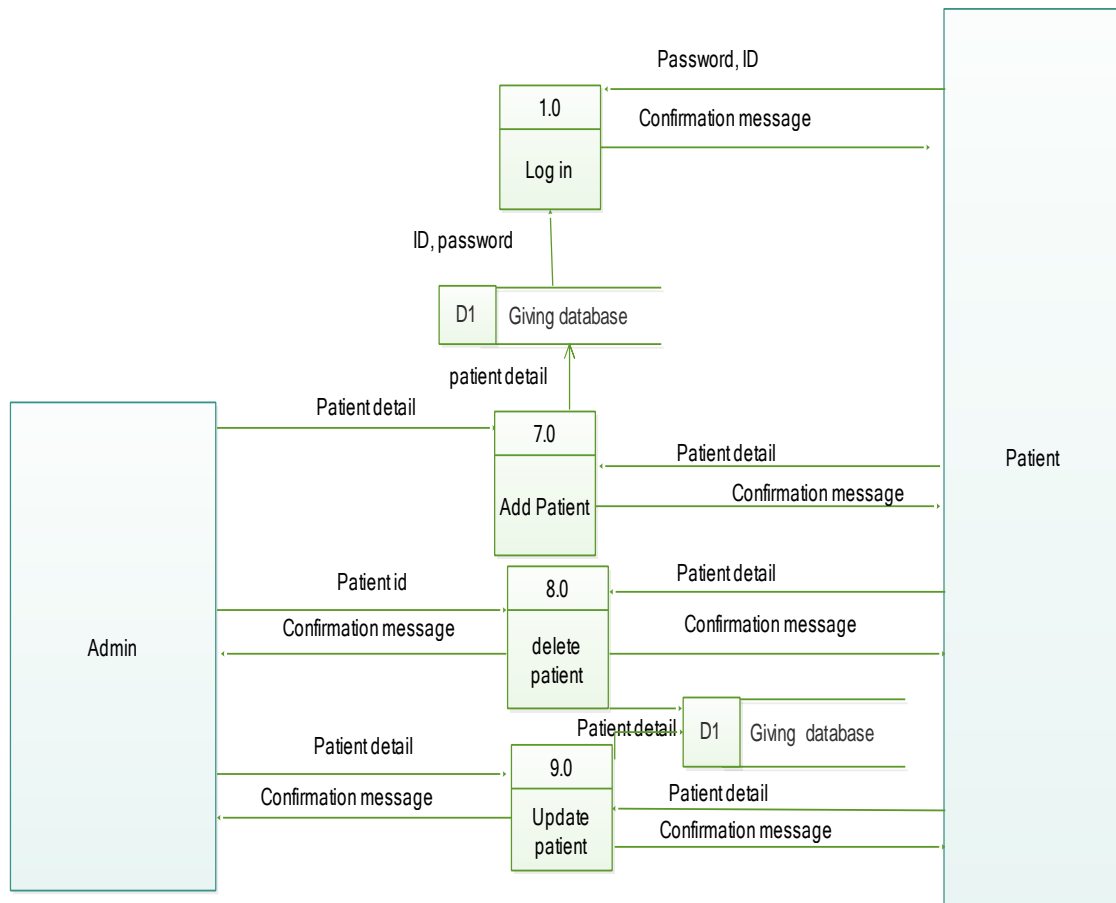 Password, ID
1.0
Confirmation message
Log in
ID, password
D1 Giving database
patient detail
Patient detail
7.0
Patient detail
Patient
Confirmation message
Add Patient
Patient id
8.0
Patient detail
Confirmation message
Confirmation message
Admin
delete
patient
Patient detail
D1 Giving database
Patient detail
9.0
Patient detail
Confirmation message
Update
patient
Confirmation message